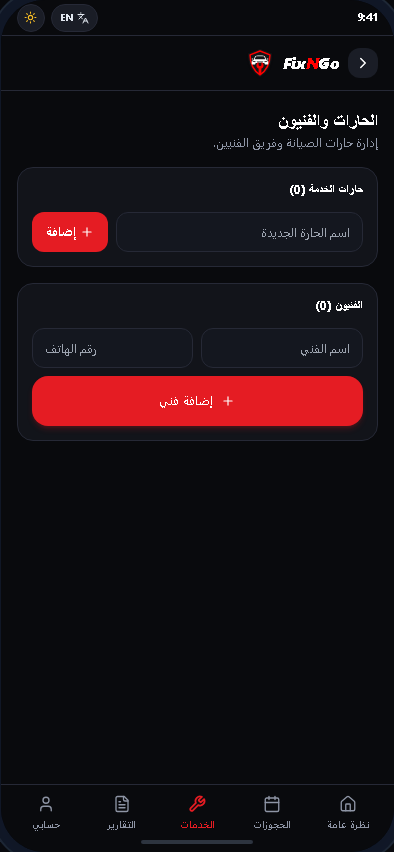 9:41
EN
FixNGo
الحارات والفنيون
إدارة حارات الصيانة وفريق الفنيين.
حارات الخدمة (0)
اسم الحارة الجديدة
+ إضافة
الفنيون (0)
اسم الفني
رقم الهاتف
+ إضافة فني
نظرة عامة
الحجوزات
الخدمات
التقارير
حسابي